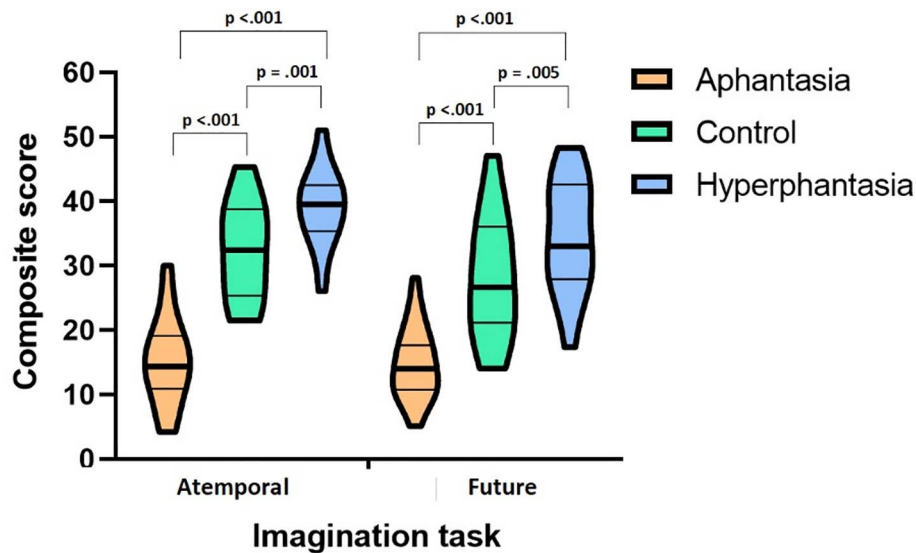 p <.001
p <.001
p = .001
p = .005
p <.001
p <.001
60
50
40
30
20
10
0
Composite score
Atemporal
Future
Imagination task
Aphantasia
Control
Hyperphantasia